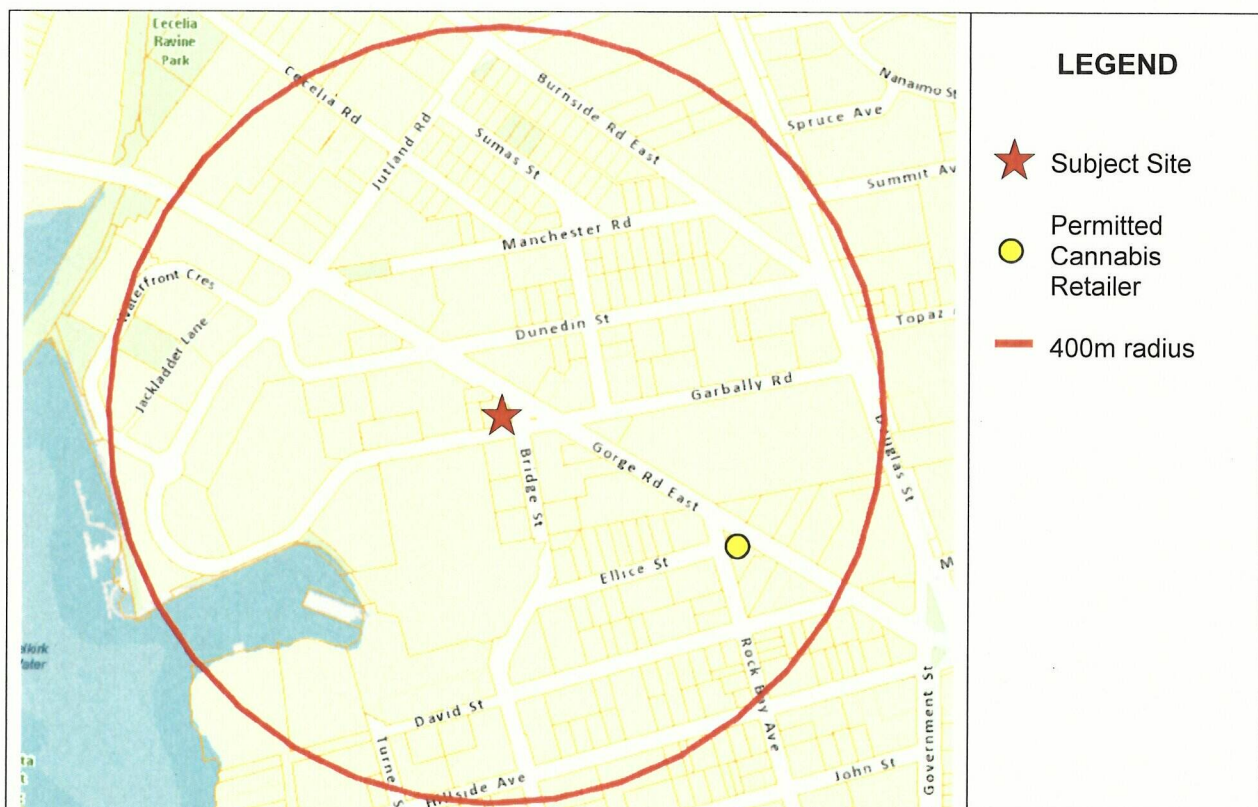 Cecelia
Ravine
Park
Cecelia Rd
Jutland Rd
Burnside Rd East
Sumas St
Nanaimo St
Spruce Ave
Summit Av
Manchester Rd
Waterfront Cres
Jackladder Lane
Dunedin St
Topaz
Garbally Rd
Bridge St
Gorge Rd East
Douglas St
Ellice St
Rock Bay Ave
David St
Turne
Hillside Ave
John St
Government St
M
LEGEND
Subject Site
Permitted
Cannabis
Retailer
400m radius